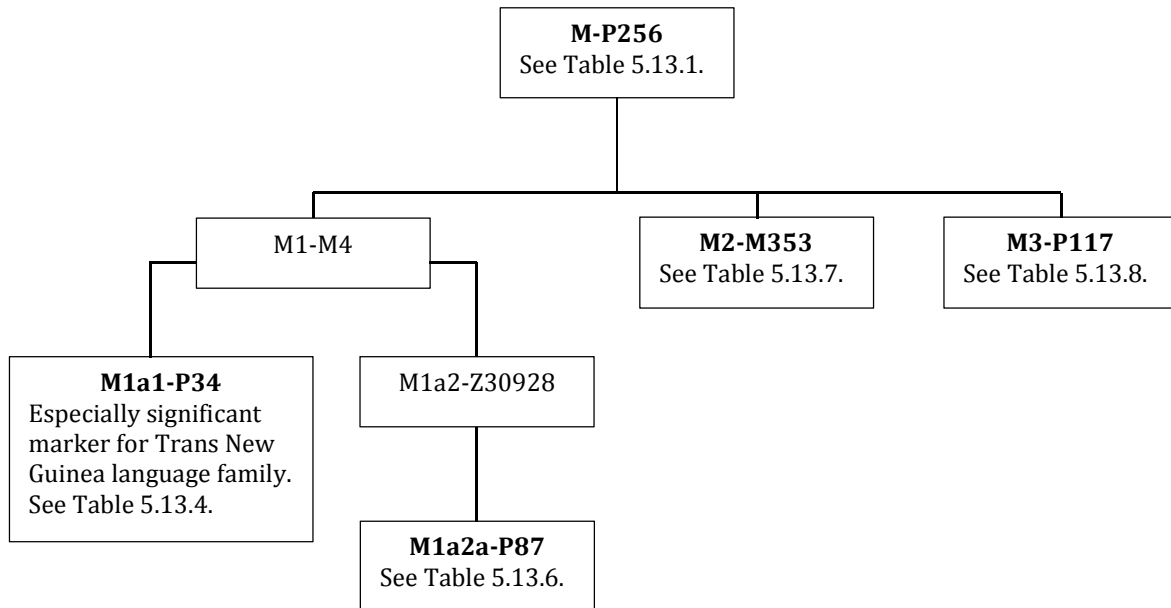 M-P256
See Table 5.13.1.
M1-M4
M2-M353
See Table 5.13.7.
M3-P117
See Table 5.13.8.
M1a1-P34
Especially significant
marker for Trans New
Guinea language family.
See Table 5.13.4.
M1a2-Z30928
M1a2a-P87
See Table 5.13.6.